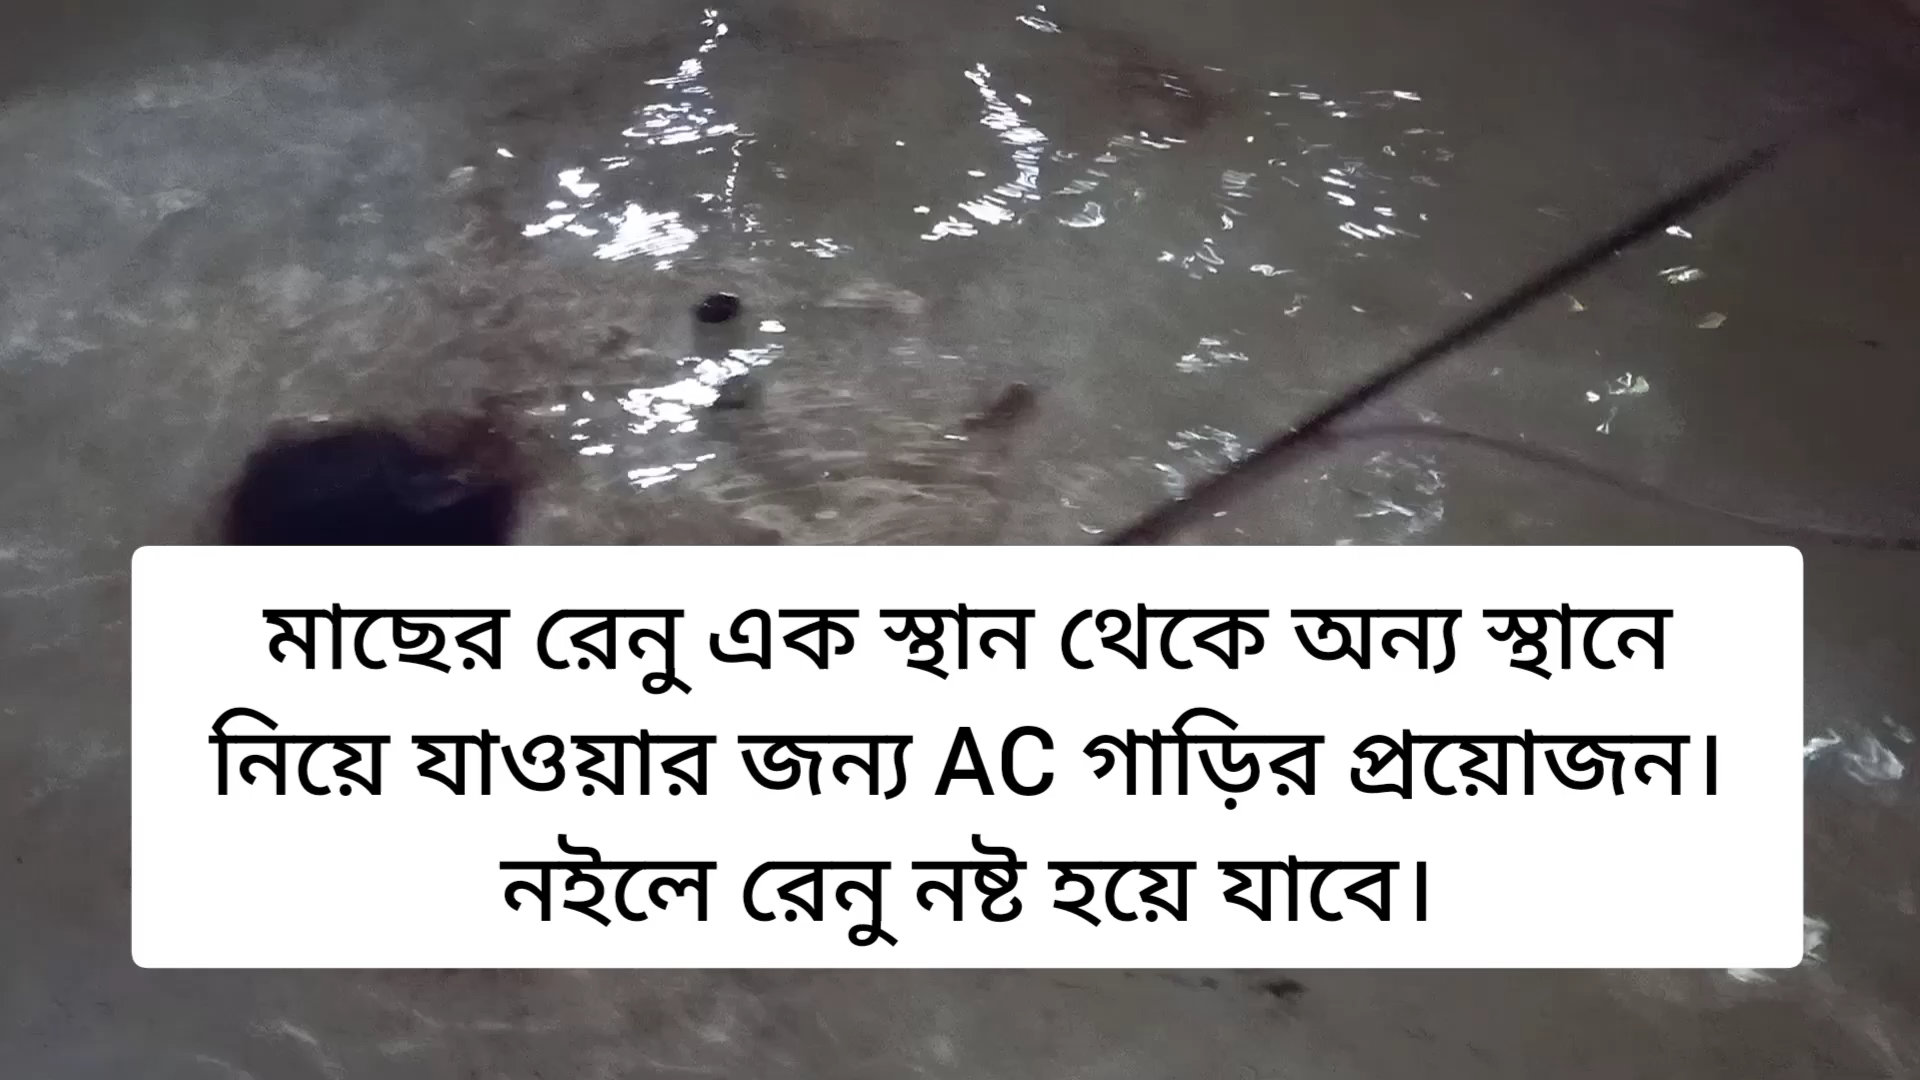 মাছের রেনু এক স্থান থেকে অন্য স্থানে
নিয়ে যাওয়ার জন্য AC গাড়ির প্রয়োজন।
নইলে রেনু নষ্ট হয়ে যাবে।